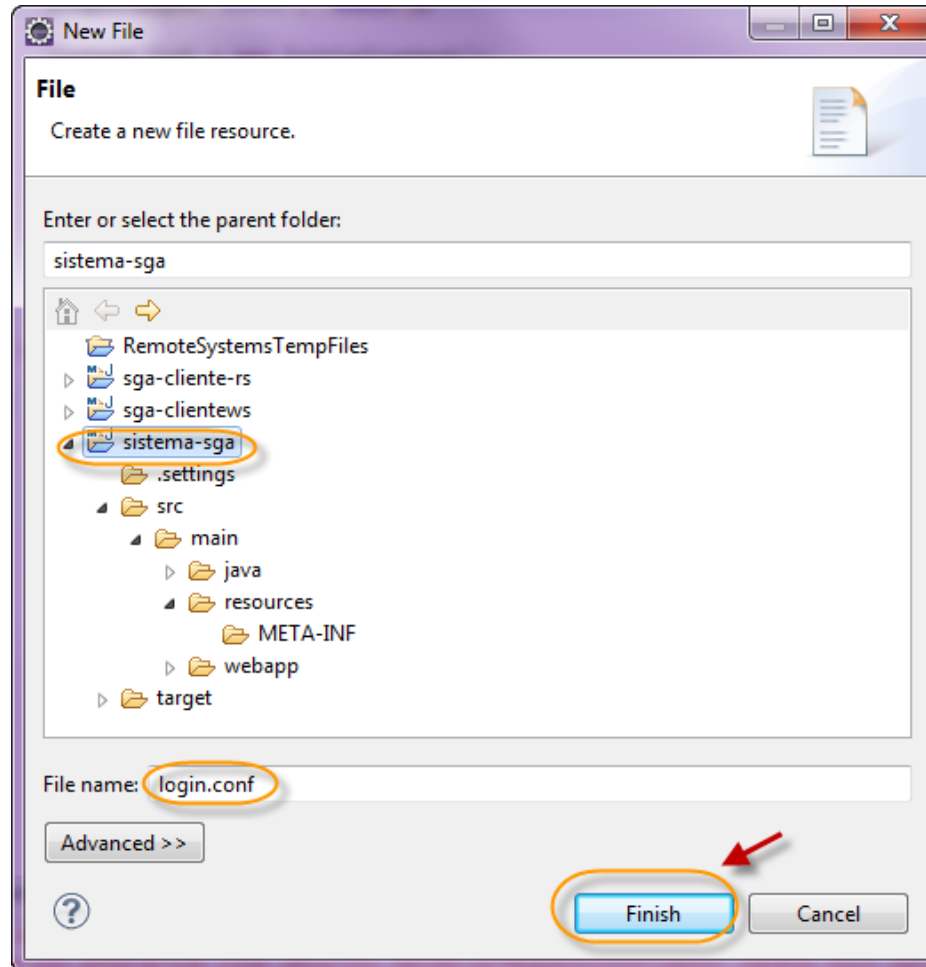 New File
File
Create a new file resource.
Enter or select the parent folder:
sistema-sga
RemoteSystemsTempFiles
sga-cliente-rs
sga-clientews
sistema-sga
.settings
src
main
java
resources
META-INF
webapp
target
File name: login.conf
Advanced >>
Finish Cancel